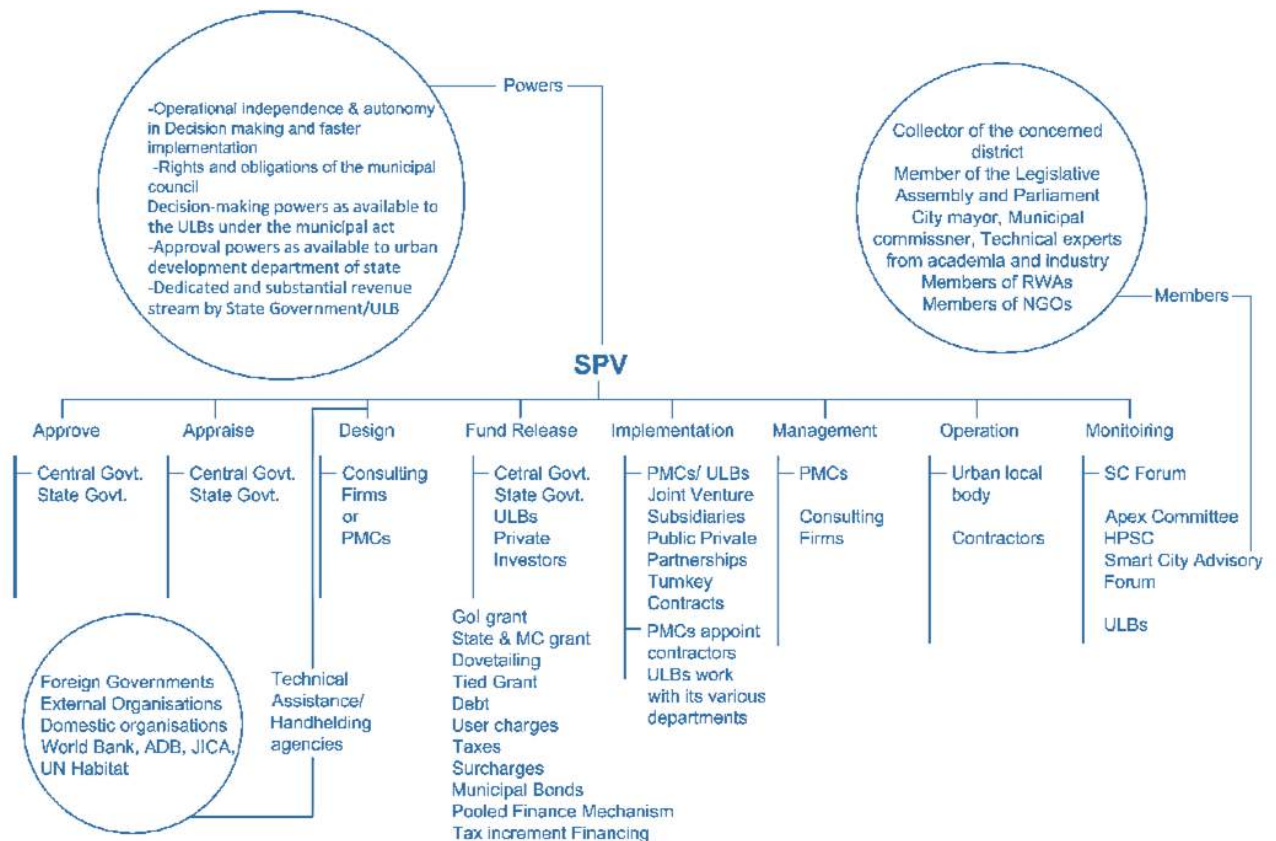 Powers
-Operational independence & autonomy
in Decision making and faster
implementation
-Rights and obligations of the municipal
council
Decision-making powers as available to
the ULBs under the municipal act
-Approval powers as available to urban
development department of state
-Dedicated and substantial revenue
stream by State Government/ULB
Collector of the concerned
district
Member of the Legislative
Assembly and Parliament
City mayor, Municipal
commissner, Technical experts
from academia and industry
Members of RWAs
Members of NGOs
Members
SPV
Approve
Central Govt.
State Govt.
Appraise
Central Govt.
State Govt.
Design
Consulting
Firms
or
PMCs
Fund Release
Cetral Govt.
State Govt.
ULBs
Private
Investors
GoI grant
State & MC grant
Dovetailing
Tied Grant
Debt
User charges
Taxes
Surcharges
Municipal Bonds
Pooled Finance Mechanism
Tax increment Financing
Implementation
PMCs/ ULBs
Joint Venture
Subsidiaries
Public Private
Partnerships
Turnkey
Contracts
PMCs appoint
contractors
ULBs work
with its various
departments
Management
PMCs
Consulting
Firms
Operation
Urban local
body
Contractors
Monitoiring
SC Forum
Apex Committee
HPSC
Smart City Advisory
Forum
ULBs
Foreign Governments
External Organisations
Domestic organisations
World Bank, ADB, JICA,
UN Habitat
Technical
Assistance/
Handhelding
agencies